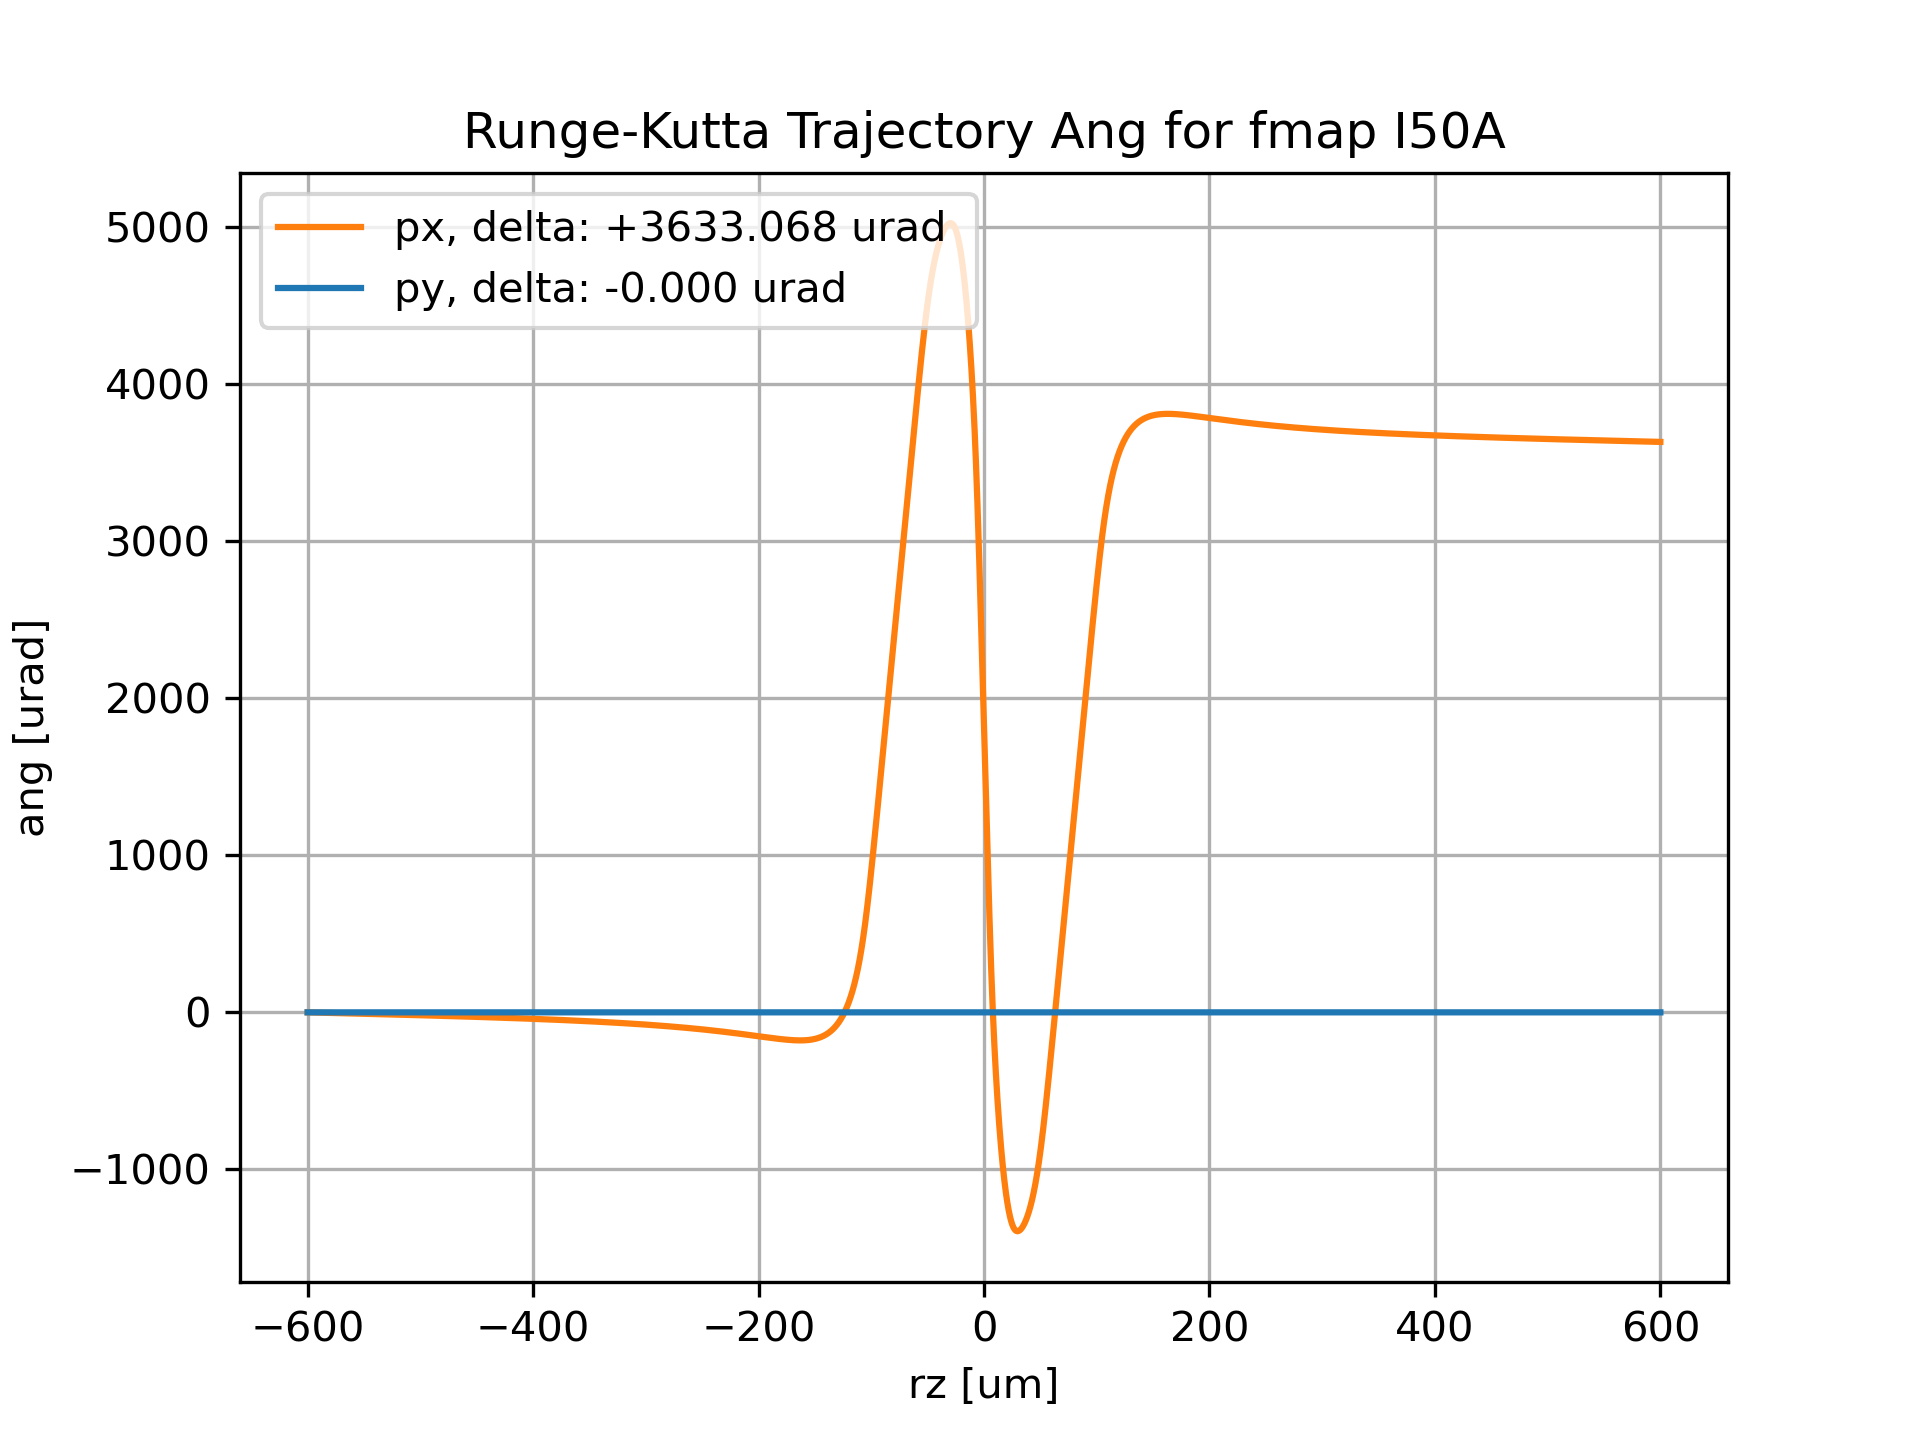 Runge-Kutta Trajectory Ang for fmap I50A
px, delta: +3633.068 urad
py, delta: -0.000 urad
5000
4000
3000
2000
1000
0
−1000
ang [urad]
−600 −400 −200 0 200 400 600
rz [um]